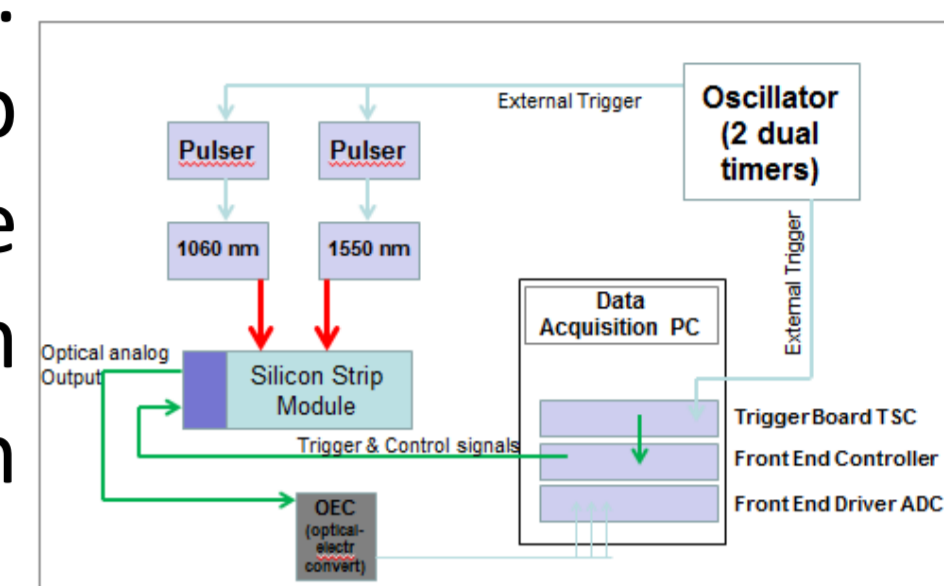 External Trigger
Oscillator
(2 dual
timers)
Pulser
Pulser
1060 nm
1550 nm
External Trigger
Data
Acquisition PC
Optical analog
Output
Silicon Strip
Module
Trigger & Control signals
TriggerBoard TSC
Front End Controller
Front End Driver ADC
OEC
(optical-
electr
convert)